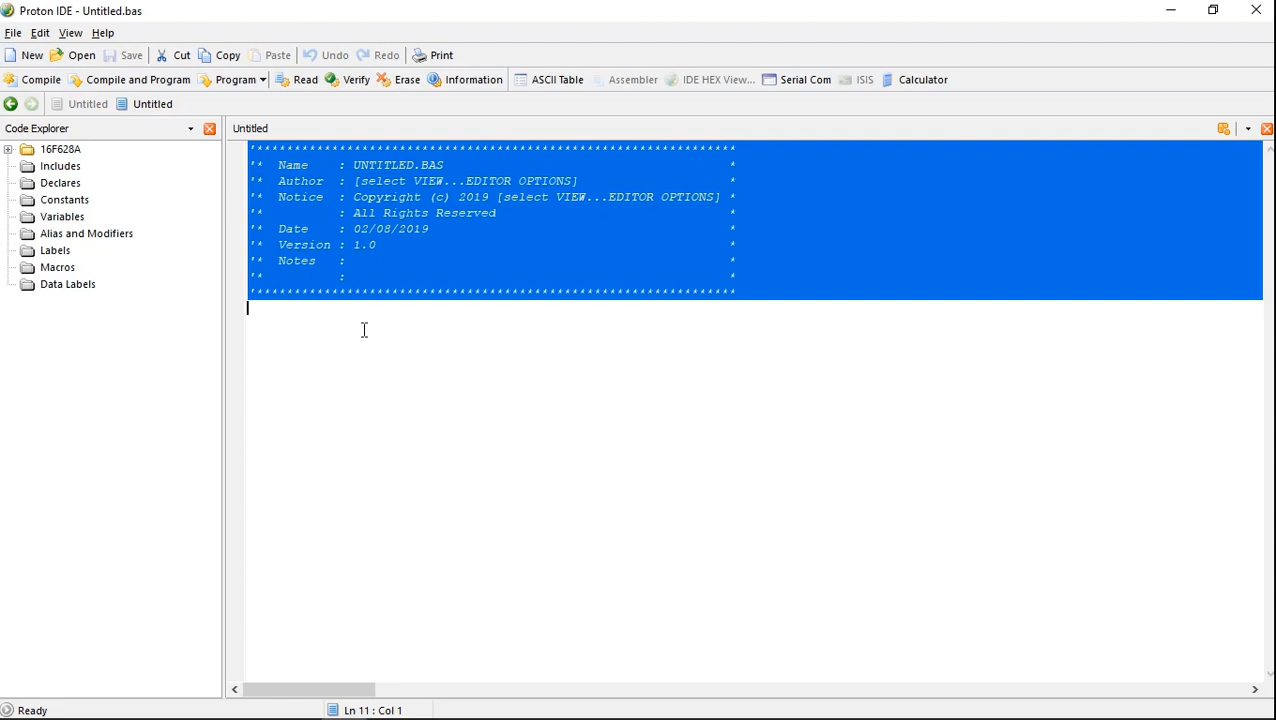 Proton IDE - Untitled.bas
File Edit View Help
New Open Save Cut Copy Paste Undo Redo Print
Compile Compile and Program Program Read Verify Erase Information ASCII Table Assembler IDE HEX View... Serial Com ISIS Calculator
Untitled Untitled
Code Explorer
16F628A
Includes
Declares
Constants
Variables
Alias and Modifiers
Labels
Macros
Data Labels
Untitled
'****************************************************************
'* Name : UNTITLED.BAS *
'* Author : [select VIEW...EDITOR OPTIONS] *
'* Notice : Copyright (c) 2019 [select VIEW...EDITOR OPTIONS] *
'* : All Rights Reserved *
'* Date : 02/08/2019 *
'* Version : 1.0 *
'* Notes : *
'* : *
'****************************************************************
Ready Ln 11 : Col 1